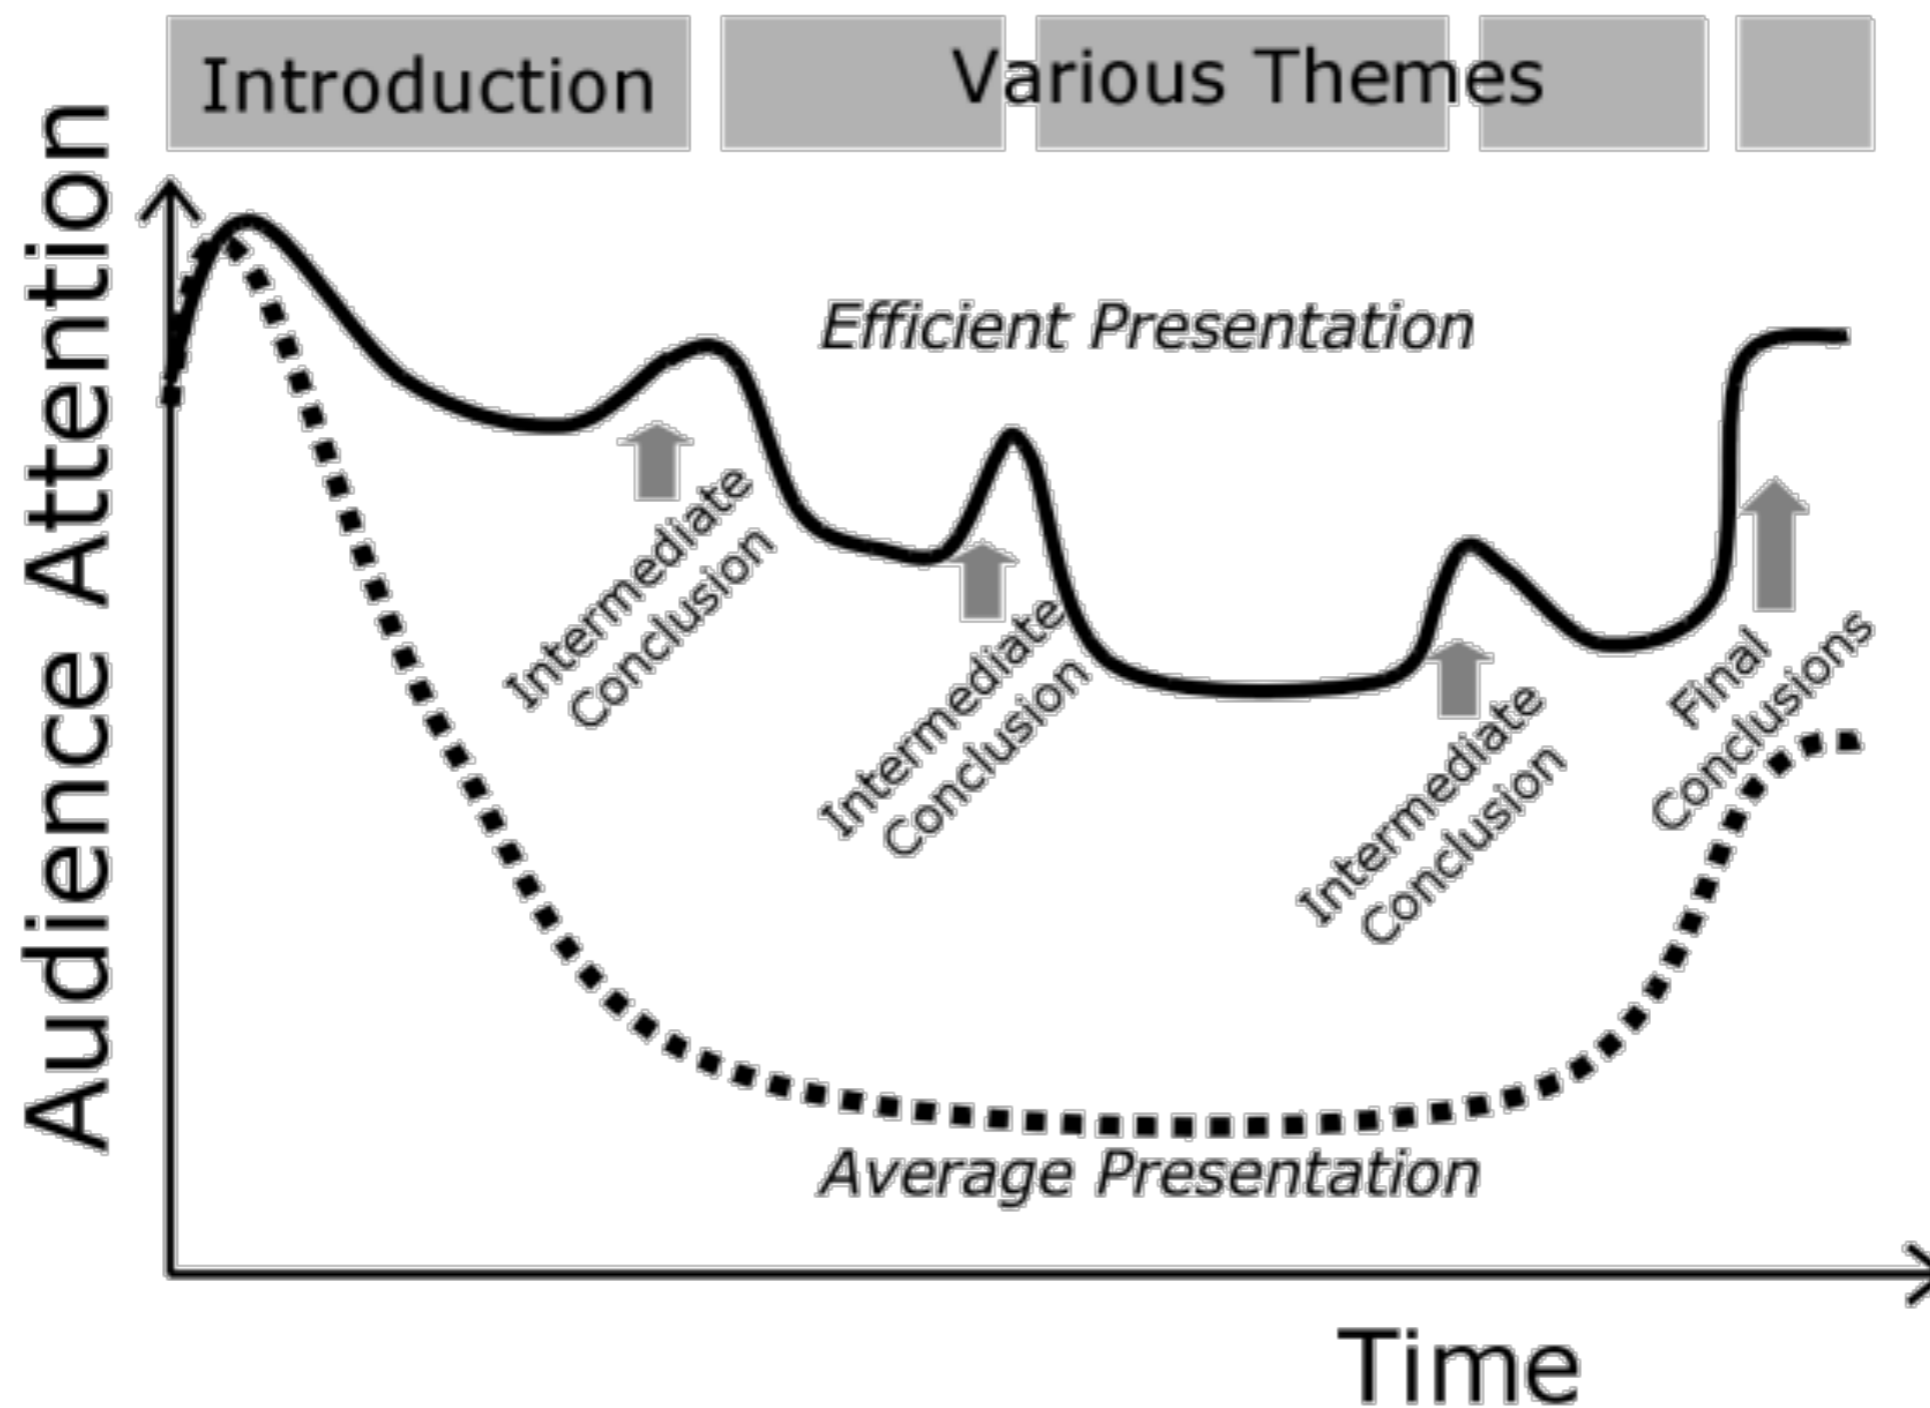 Introduction
Various Themes
Audience Attention
Efficient Presentation
Intermediate
Conclusion
Intermediate
Conclusion
Intermediate
Conclusion
Final
Conclusions
Average Presentation
Time